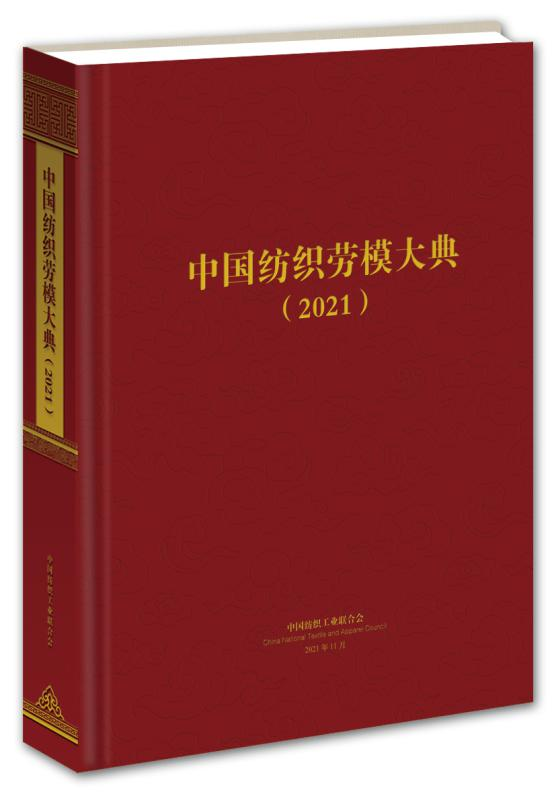 中国纺织劳模大典
（2021）
中国纺织工业联合会
China National Textile and Apparel Council
2021年11月
中国纺织劳模大典（2021）
中国纺织工业联合会